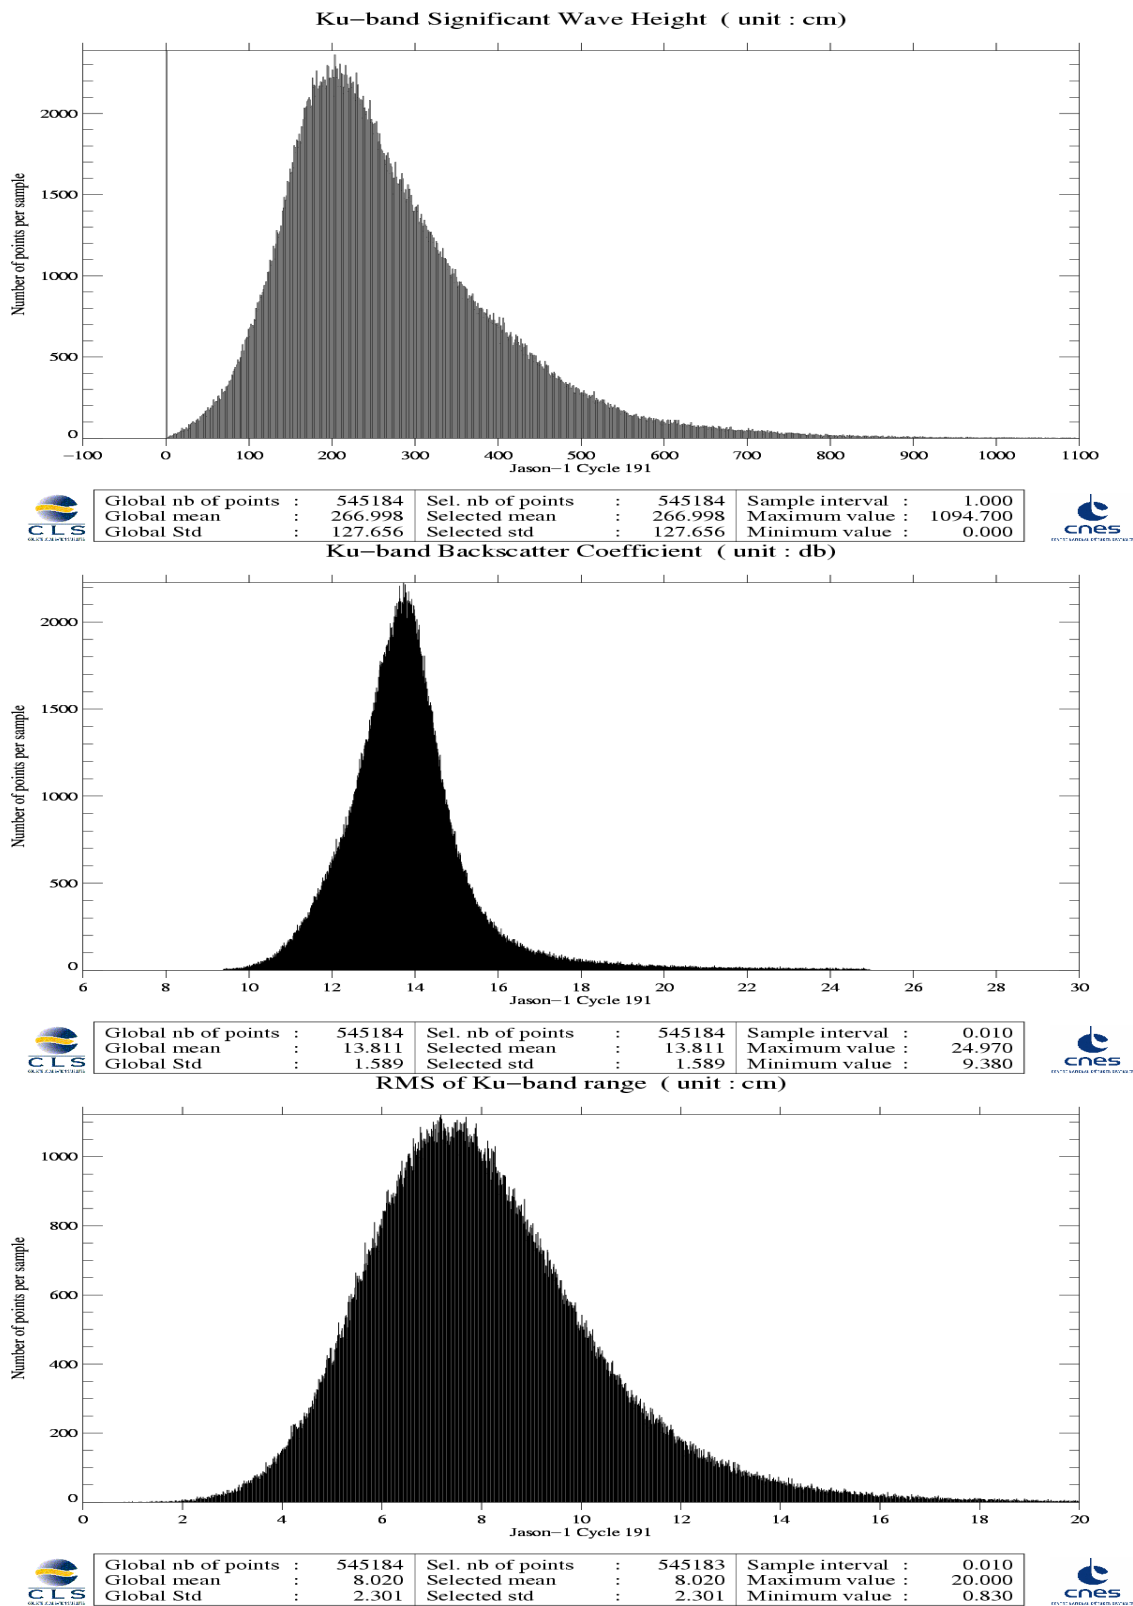 Ku-band Significant Wave Height ( unit : cm)
Number of points per sample
2000
1500
1000
500
0
-100 0 100 200 300 400 500 600 700 800 900 1000 1100
Jason-1 Cycle 191
CLS
Global nb of points : 545184 Sel. nb of points : 545184 Sample interval : 1.000
Global mean : 266.998 Selected mean : 266.998 Maximum value : 1094.700
Global Std : 127.656 Selected std : 127.656 Minimum value : 0.000
cnes
Ku-band Backscatter Coefficient ( unit : db)
Number of points per sample
2000
1500
1000
500
0
6 8 10 12 14 16 18 20 22 24 26 28 30
Jason-1 Cycle 191
CLS
Global nb of points : 545184 Sel. nb of points : 545184 Sample interval : 0.010
Global mean : 13.811 Selected mean : 13.811 Maximum value : 24.970
Global Std : 1.589 Selected std : 1.589 Minimum value : 9.380
cnes
RMS of Ku-band range ( unit : cm)
Number of points per sample
1000
800
600
400
200
0
0 2 4 6 8 10 12 14 16 18 20
Jason-1 Cycle 191
CLS
Global nb of points : 545184 Sel. nb of points : 545183 Sample interval : 0.010
Global mean : 8.020 Selected mean : 8.020 Maximum value : 20.000
Global Std : 2.301 Selected std : 2.301 Minimum value : 0.830
cnes